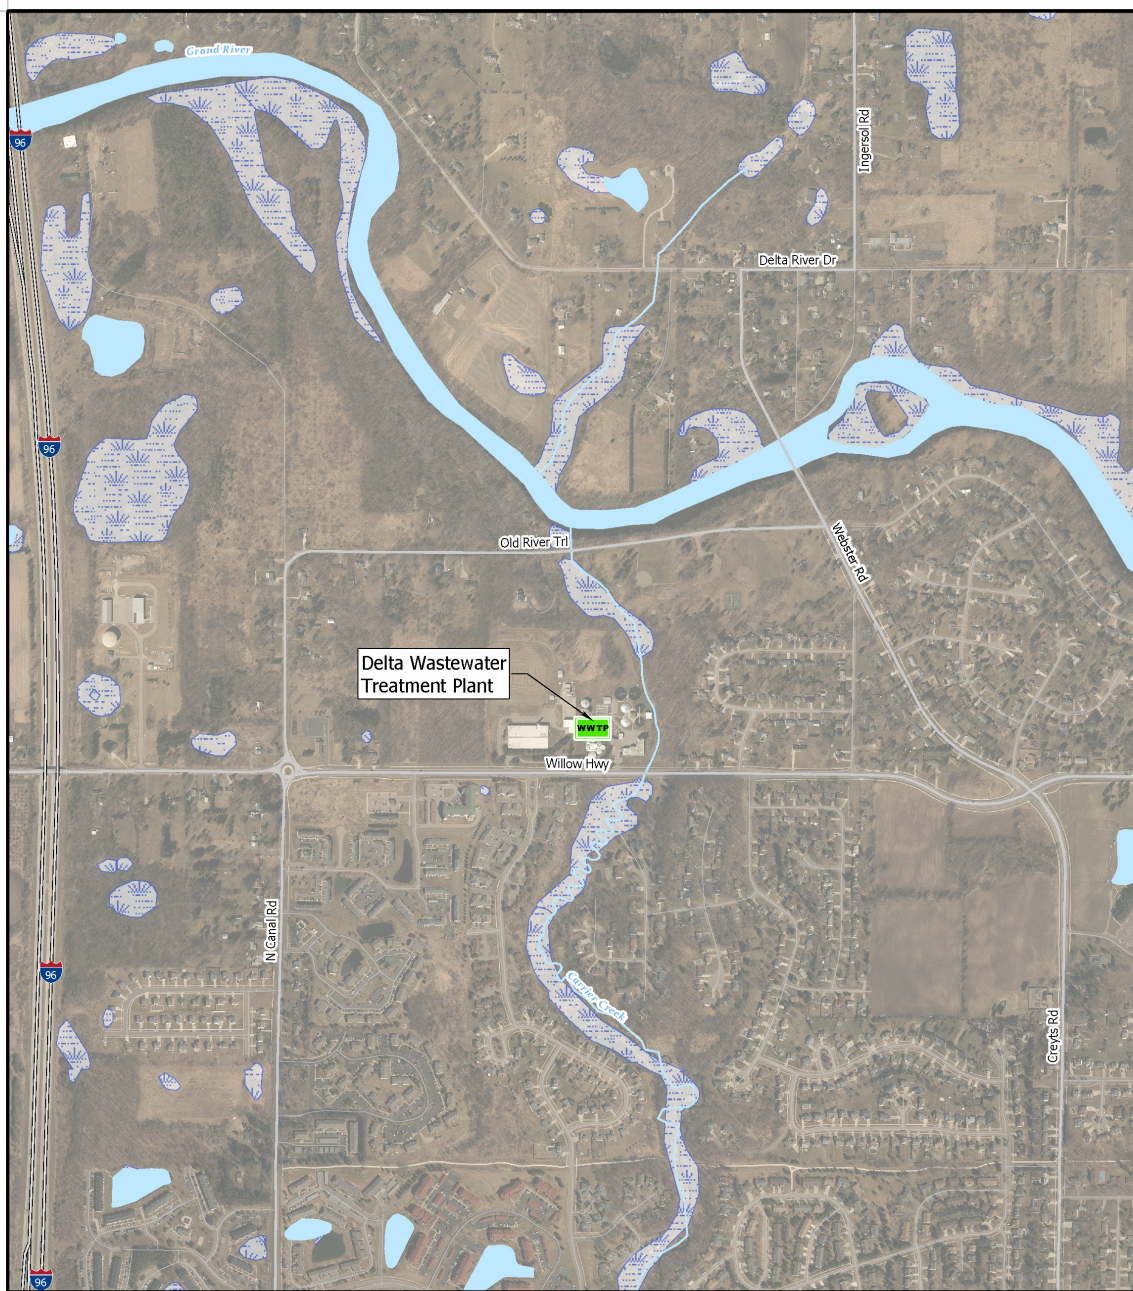 Grand River
96
Ingersol Rd
Delta River Dr
96
Old River Trl
Webster Rd
Delta Wastewater
Treatment Plant
WWTP
Willow Hwy
N Canal Rd
96
Carrier Creek
Creyts Rd
96